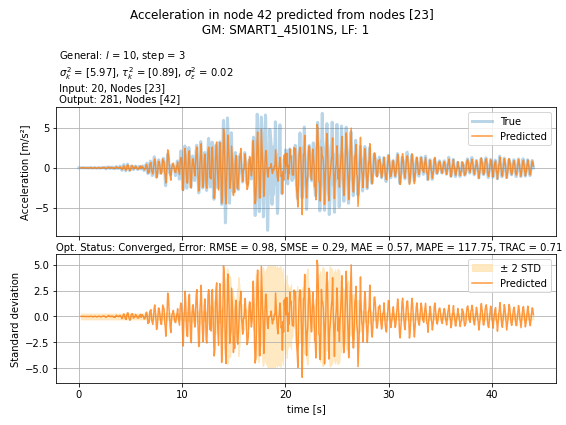 Acceleration in node 42 predicted from nodes [23]
GM: SMART1_45I01NS, LF: 1
General: l = 10, step = 3
σ²ₖ = [5.97], τ²ₖ = [0.89], σ²ε = 0.02
Input: 20, Nodes [23]
Output: 281, Nodes [42]
Acceleration [m/s²]
5
0
−5
True
Predicted
Opt. Status: Converged, Error: RMSE = 0.98, SMSE = 0.29, MAE = 0.57, MAPE = 117.75, TRAC = 0.71
Standard deviation
5.0
2.5
0.0
−2.5
−5.0
± 2 STD
Predicted
0 10 20 30 40
time [s]